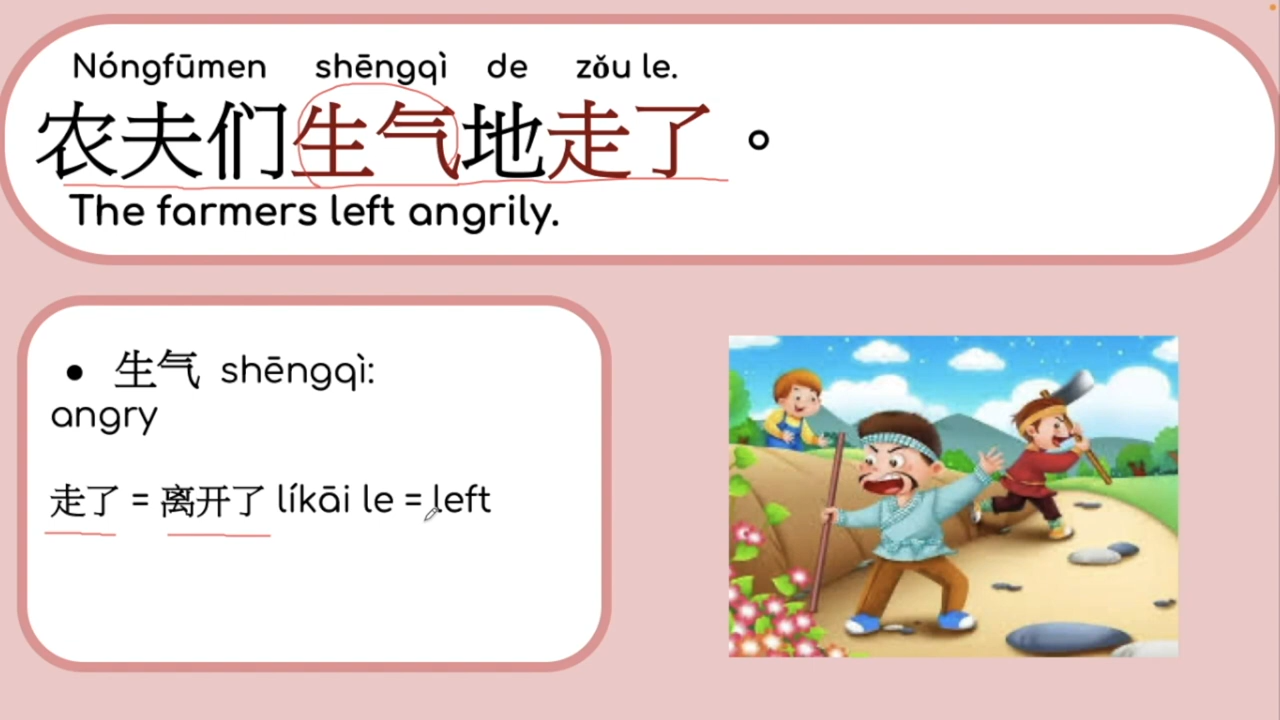 Nóngfūmen shēngqì de zǒu le.
农夫们生气地走了。
The farmers left angrily.
● 生气 shēngqì:
angry
走了 = 离开了 líkāi le = left